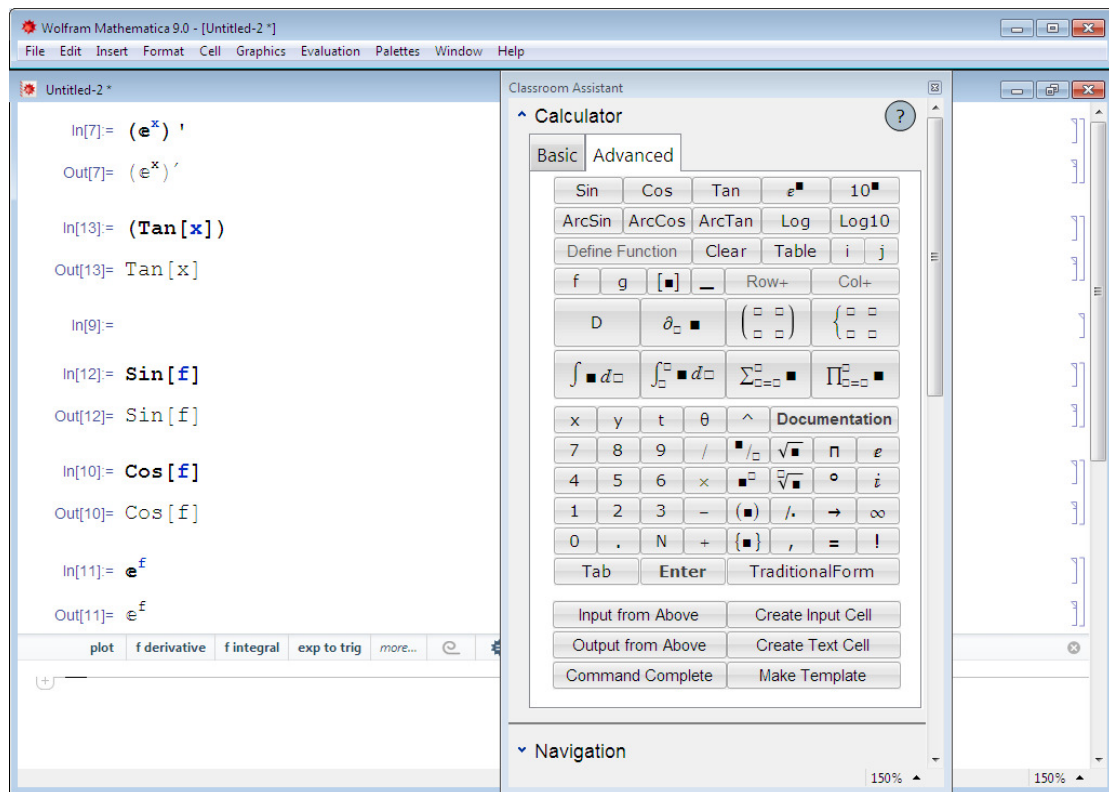 Wolfram Mathematica 9.0 - [Untitled-2 *]
File Edit Insert Format Cell Graphics Evaluation Palettes Window Help
Untitled-2 *
In[7]:= (ⅇ^x) '
Out[7]= (ⅇ^x)′
In[13]:= (Tan[x])
Out[13]= Tan[x]
In[9]:=
In[12]:= Sin[f]
Out[12]= Sin[f]
In[10]:= Cos[f]
Out[10]= Cos[f]
In[11]:= ⅇ^f
Out[11]= ⅇ^f
plot f derivative f integral exp to trig more...
Classroom Assistant
Calculator ?
Basic Advanced
Sin Cos Tan ℯ^■ 10^■
ArcSin ArcCos ArcTan Log Log10
Define Function Clear Table i j
f g [■] _ Row+ Col+
D ∂□ ■ (□ □ □ □) {□ □ □ □
∫ ■ d□ ∫□^□ ■ d□ ∑□=□^□ ■ ∏□=□^□ ■
x y t θ ^ Documentation
7 8 9 / ■/□ √■ π ℯ
4 5 6 × ■^□ □√■ ° i
1 2 3 − (■) /. → ∞
0 . N + {■} , = !
Tab Enter TraditionalForm
Input from Above Create Input Cell
Output from Above Create Text Cell
Command Complete Make Template
Navigation
150%
150%